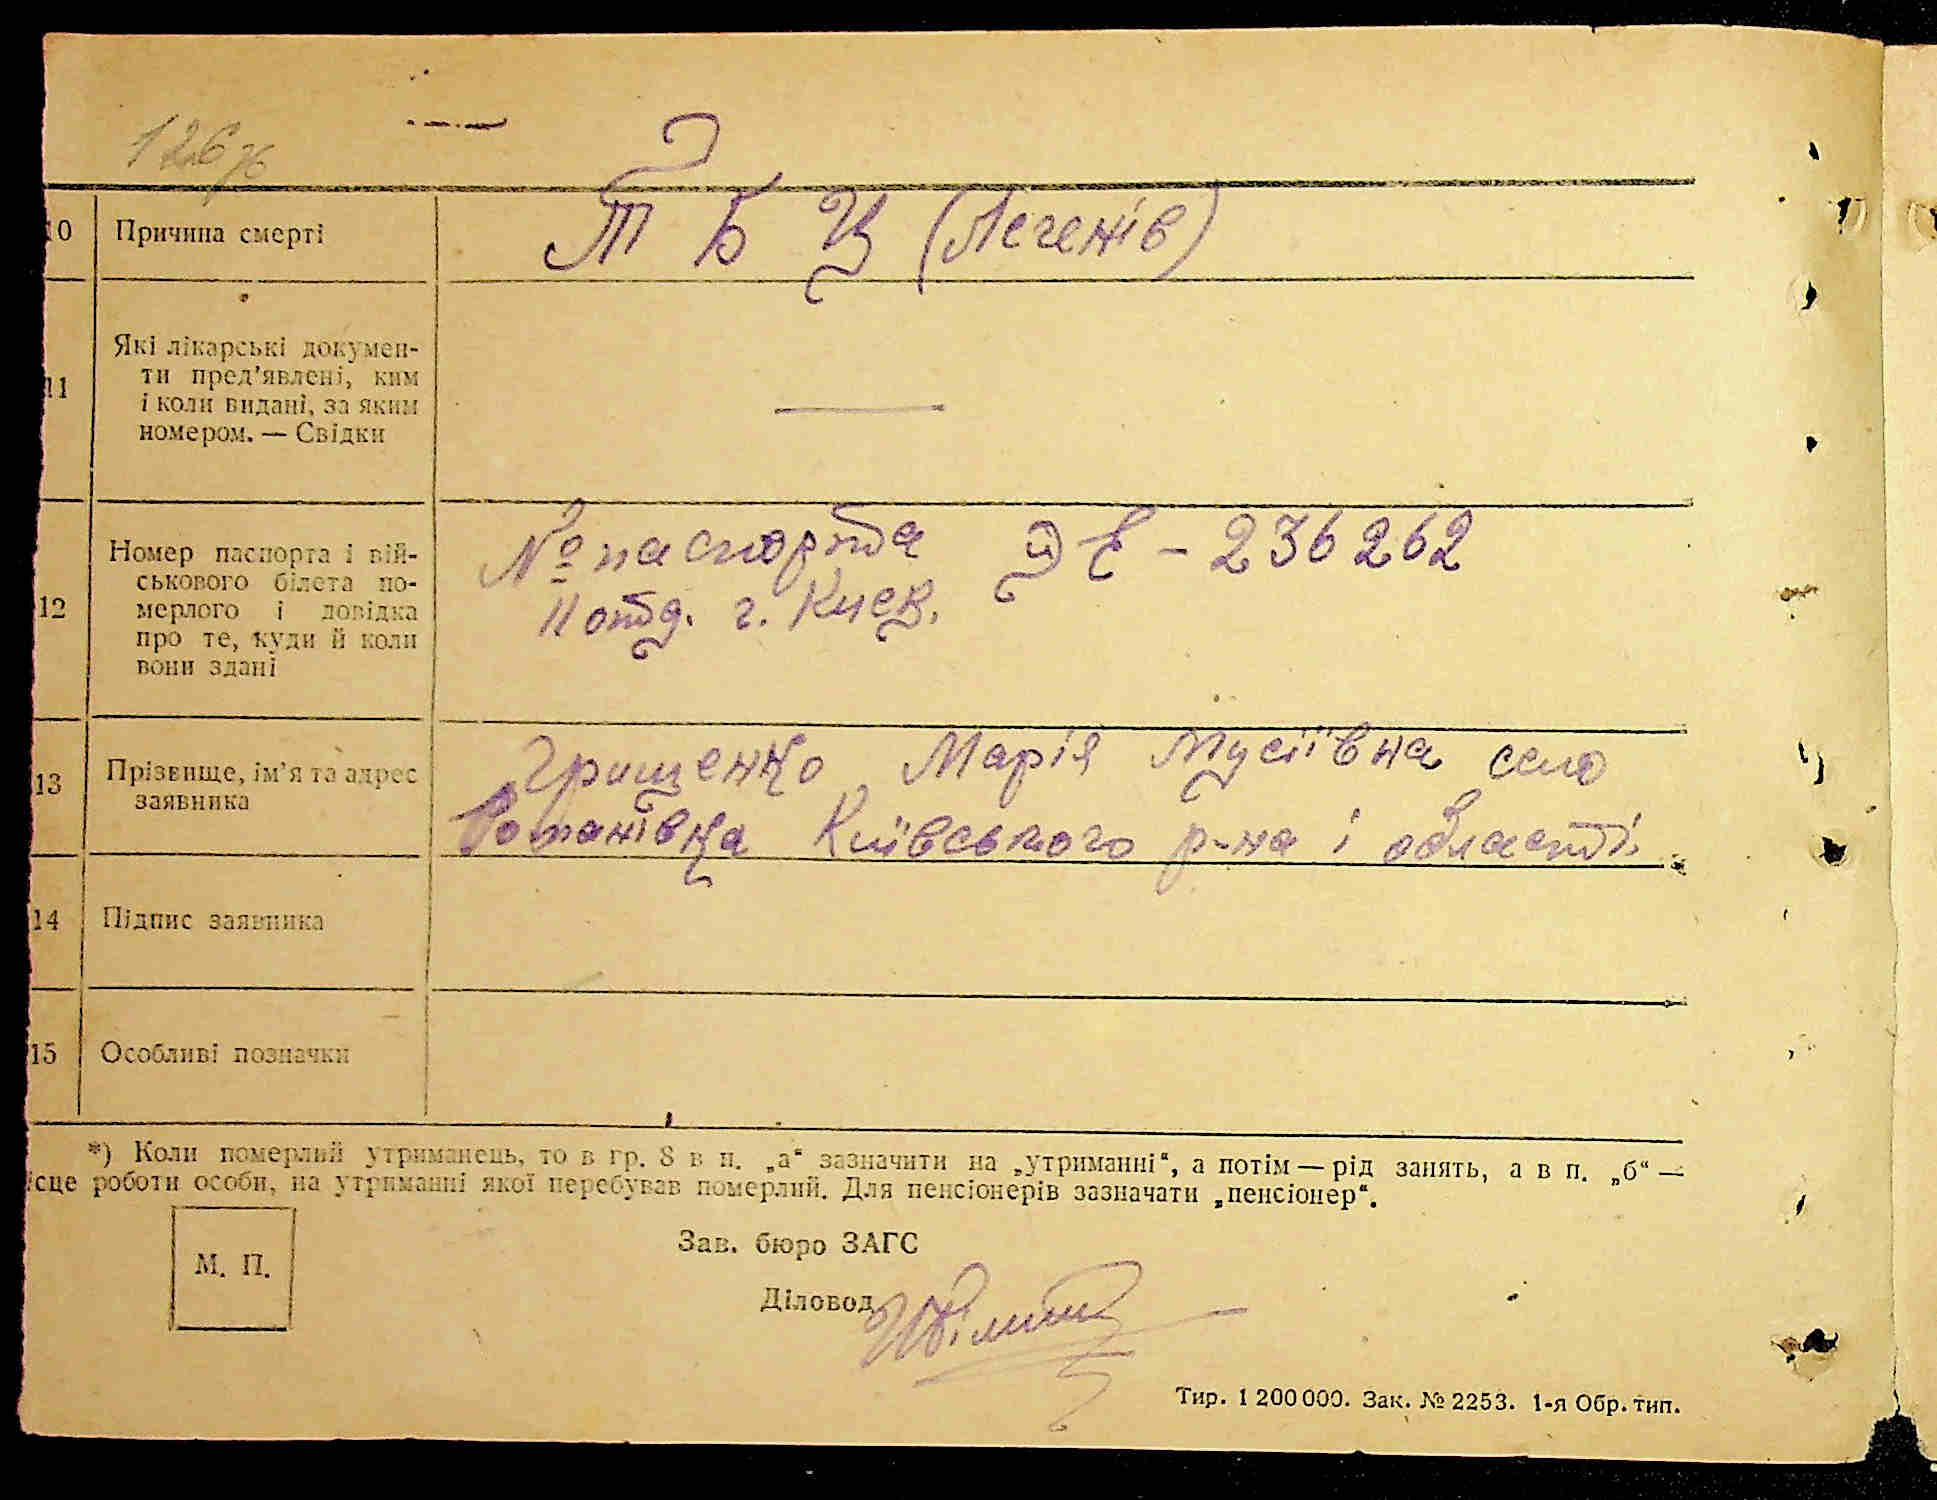 126
10 Причина смерті Т Б Ц (Легенів)
11 Які лікарські докумен-
ти пред’явлені, ким
і коли видані, за яким
номером. — Свідки —
12 Номер паспорта і вій-
ськового білета по-
мерлого і довідка
про те, куди й коли
вони здані
№ паспорта Э Е - 236262
11 отд. г. Киев.
13 Прізвище, ім’я та адрес
заявника
Грищенко Марія Мусіївна село
Романівка Київського р-на і області.
14 Підпис заявника
15 Особливі позначки
*) Коли померлий утриманець, то в гр. 8 в п. „а“ зазначити на „утриманні“, а потім — рід занять, а в п. „б“ —
ісце роботи особи, на утриманні якої перебував померлий. Для пенсіонерів зазначати „пенсіонер“.
М. П.
Зав. бюро ЗАГС
Діловод
Тир. 1 200 000. Зак. № 2253. 1-я Обр. тип.